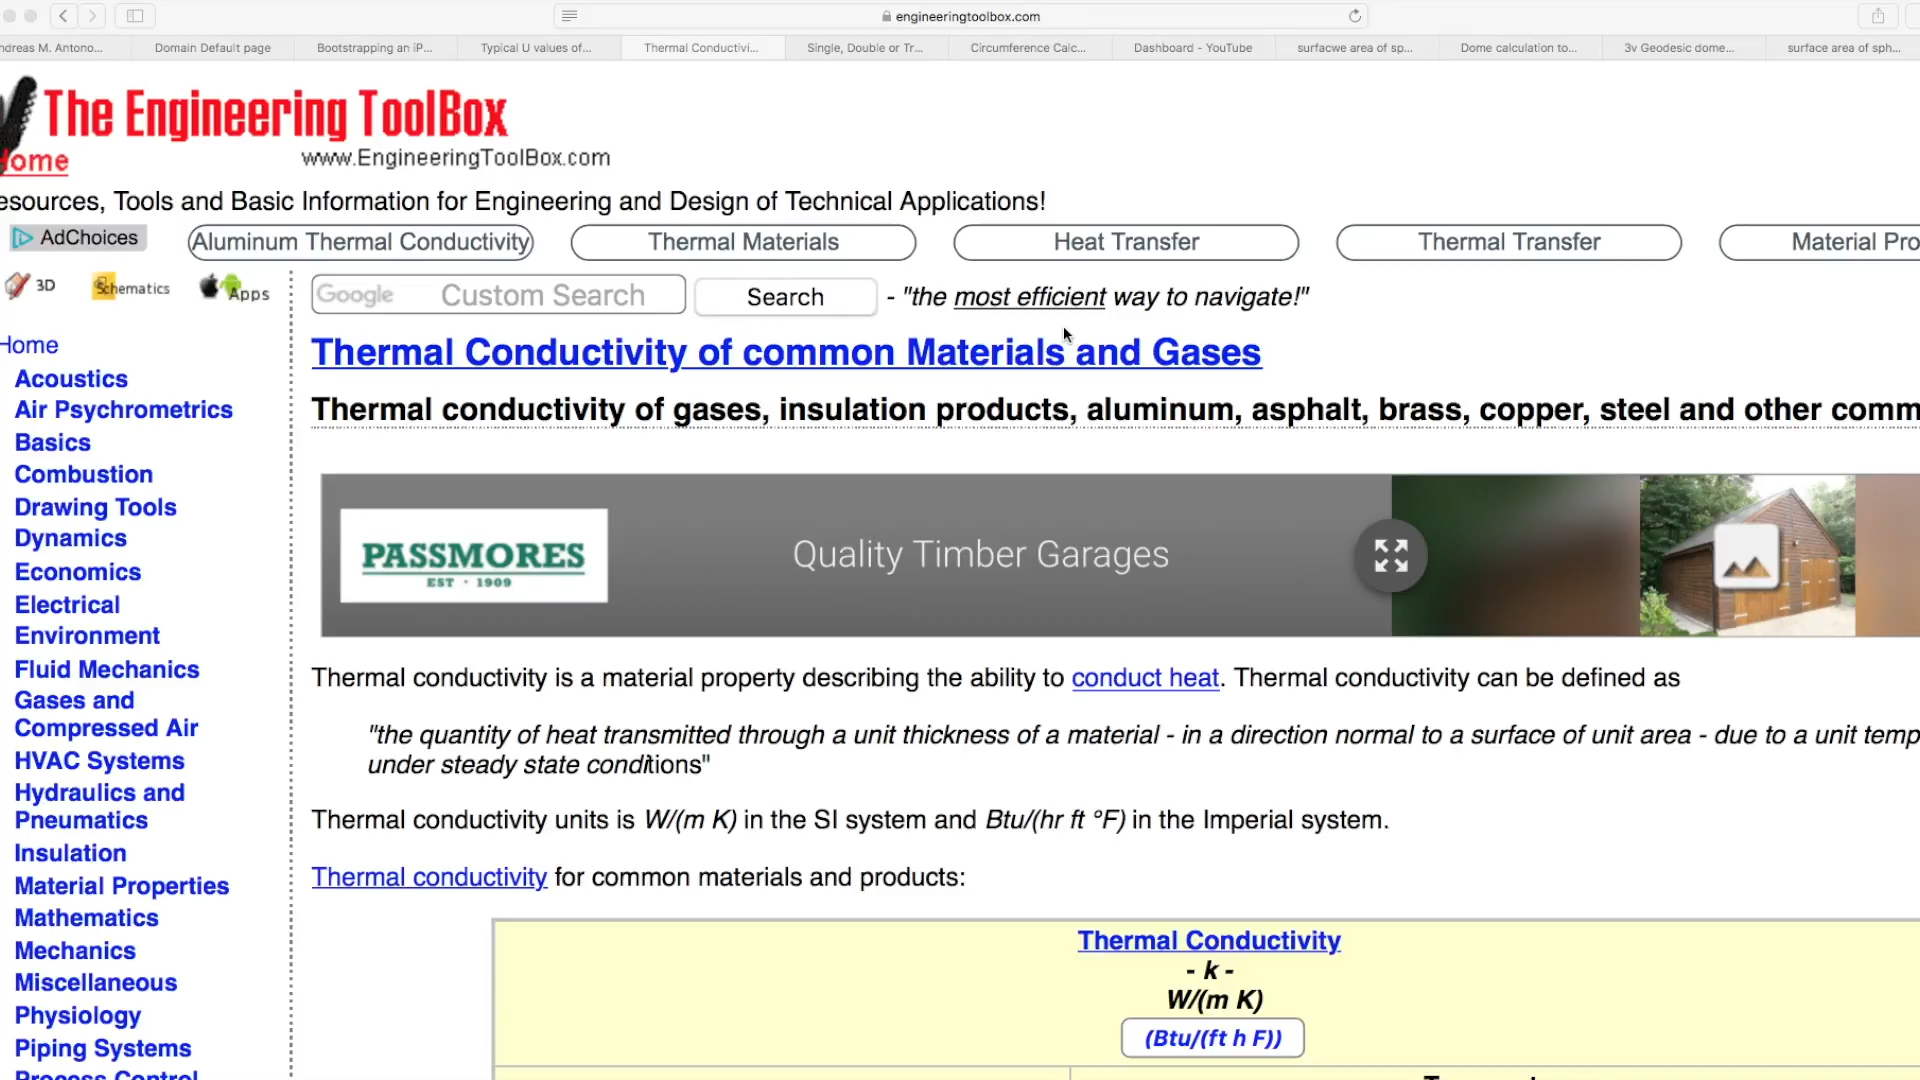 engineeringtoolbox.com
ndreas M. Antono...
Domain Default page
Bootstrapping an iP...
Typical U values of...
Thermal Conductivi...
Single, Double or Tr...
Circumference Calc...
Dashboard - YouTube
surfacwe area of sp...
Dome calculation to...
3v Geodesic dome...
surface area of sph...
The Engineering ToolBox
Home
www.EngineeringToolBox.com
esources, Tools and Basic Information for Engineering and Design of Technical Applications!
AdChoices
Aluminum Thermal Conductivity
Thermal Materials
Heat Transfer
Thermal Transfer
Material Pro
3D
Schematics
Apps
Google Custom Search
Search
- "the most efficient way to navigate!"
Home
Acoustics
Air Psychrometrics
Basics
Combustion
Drawing Tools
Dynamics
Economics
Electrical
Environment
Fluid Mechanics
Gases and
Compressed Air
HVAC Systems
Hydraulics and
Pneumatics
Insulation
Material Properties
Mathematics
Mechanics
Miscellaneous
Physiology
Piping Systems
Process Control
Thermal Conductivity of common Materials and Gases
Thermal conductivity of gases, insulation products, aluminum, asphalt, brass, copper, steel and other comm
PASSMORES
EST · 1909
Quality Timber Garages
Thermal conductivity is a material property describing the ability to conduct heat. Thermal conductivity can be defined as
"the quantity of heat transmitted through a unit thickness of a material - in a direction normal to a surface of unit area - due to a unit temp
under steady state conditions"
Thermal conductivity units is W/(m K) in the SI system and Btu/(hr ft °F) in the Imperial system.
Thermal conductivity for common materials and products:
Thermal Conductivity
- k -
W/(m K)
(Btu/(ft h F))